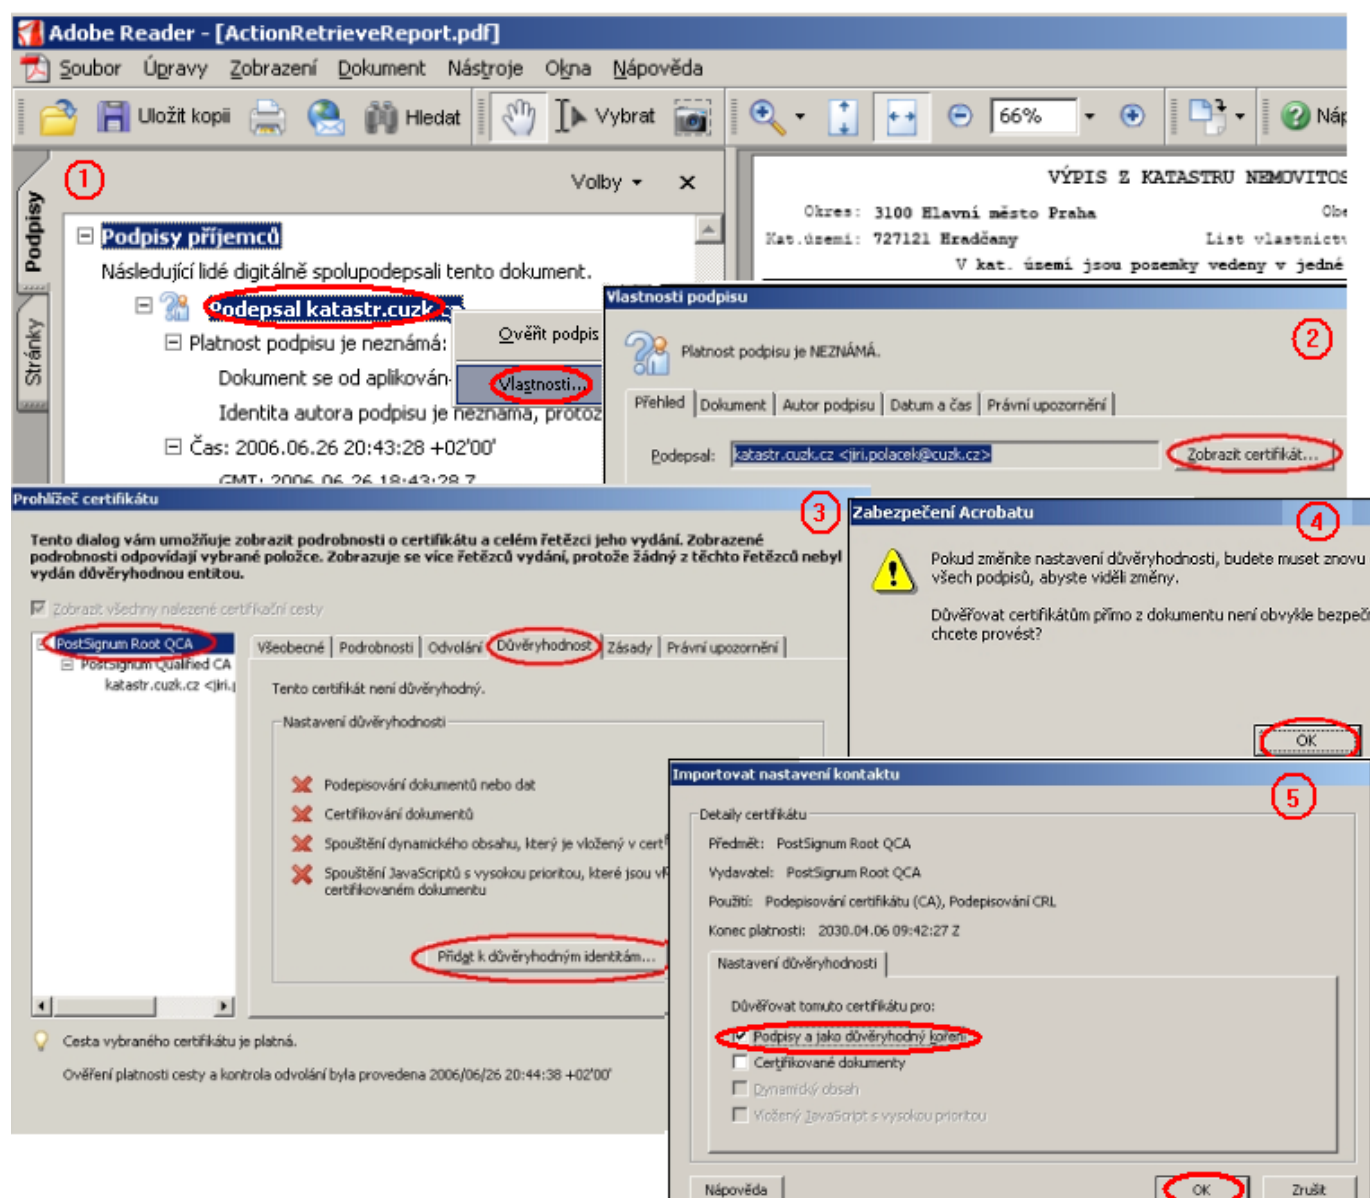 Adobe Reader - [ActionRetrieveReport.pdf]
Soubor Úpravy Zobrazení Dokument Nástroje Okna Nápověda
Uložit kopii Hledat Vybrat 66% Náp
1
Volby
Podpisy
Stránky
Podpisy příjemců
Následující lidé digitálně spolupodepsali tento dokument.
Podepsal katastr.cuzk.c
Platnost podpisu je neznámá:
Dokument se od aplikován
Identita autora podpisu je neznámá, protož
Čas: 2006.06.26 20:43:28 +02'00'
GMT: 2006.06.26 18:43:28 Z
Ověřit podpis
Vlastnosti...
VÝPIS Z KATASTRU NEMOVITOS
Okres: 3100 Hlavní město Praha Obe
Kat.území: 727121 Hradčany List vlastnictv
V kat. území jsou pozemky vedeny v jedné
Vlastnosti podpisu
2
Platnost podpisu je NEZNÁMÁ.
Přehled Dokument Autor podpisu Datum a čas Právní upozornění
Podepsal: katastr.cuzk.cz <jiri.polacek@cuzk.cz> Zobrazit certifikát...
Prohlížeč certifikátu
3
Tento dialog vám umožňuje zobrazit podrobnosti o certifikátu a celém řetězci jeho vydání. Zobrazené
podrobnosti odpovídají vybrané položce. Zobrazuje se více řetězců vydání, protože žádný z těchto řetězců nebyl
vydán důvěryhodnou entitou.
Zobrazit všechny nalezené certifikační cesty
PostSignum Root QCA
PostSignum Qualified CA
katastr.cuzk.cz <jiri.p
Všeobecné Podrobnosti Odvolání Důvěryhodnost Zásady Právní upozornění
Tento certifikát není důvěryhodný.
Nastavení důvěryhodnosti
Podepisování dokumentů nebo dat
Certifikování dokumentů
Spouštění dynamického obsahu, který je vložený v cert
Spouštění JavaScriptů s vysokou prioritou, které jsou vl
certifikovaném dokumentu
Přidat k důvěryhodným identitám...
Cesta vybraného certifikátu je platná.
Ověření platnosti cesty a kontrola odvolání byla provedena 2006/06/26 20:44:38 +02'00'
Zabezpečení Acrobatu
4
Pokud změníte nastavení důvěryhodnosti, budete muset znovu
všech podpisů, abyste viděli změny.
Důvěřovat certifikátům přímo z dokumentu není obvykle bezpeč
chcete provést?
OK
Importovat nastavení kontaktu
5
Detaily certifikátu
Předmět: PostSignum Root QCA
Vydavatel: PostSignum Root QCA
Použití: Podepisování certifikátu (CA), Podepisování CRL
Konec platnosti: 2030.04.06 09:42:27 Z
Nastavení důvěryhodnosti
Důvěřovat tomuto certifikátu pro:
Podpisy a jako důvěryhodný kořen
Certifikované dokumenty
Dynamický obsah
Vložený JavaScript s vysokou prioritou
Nápověda OK Zrušit